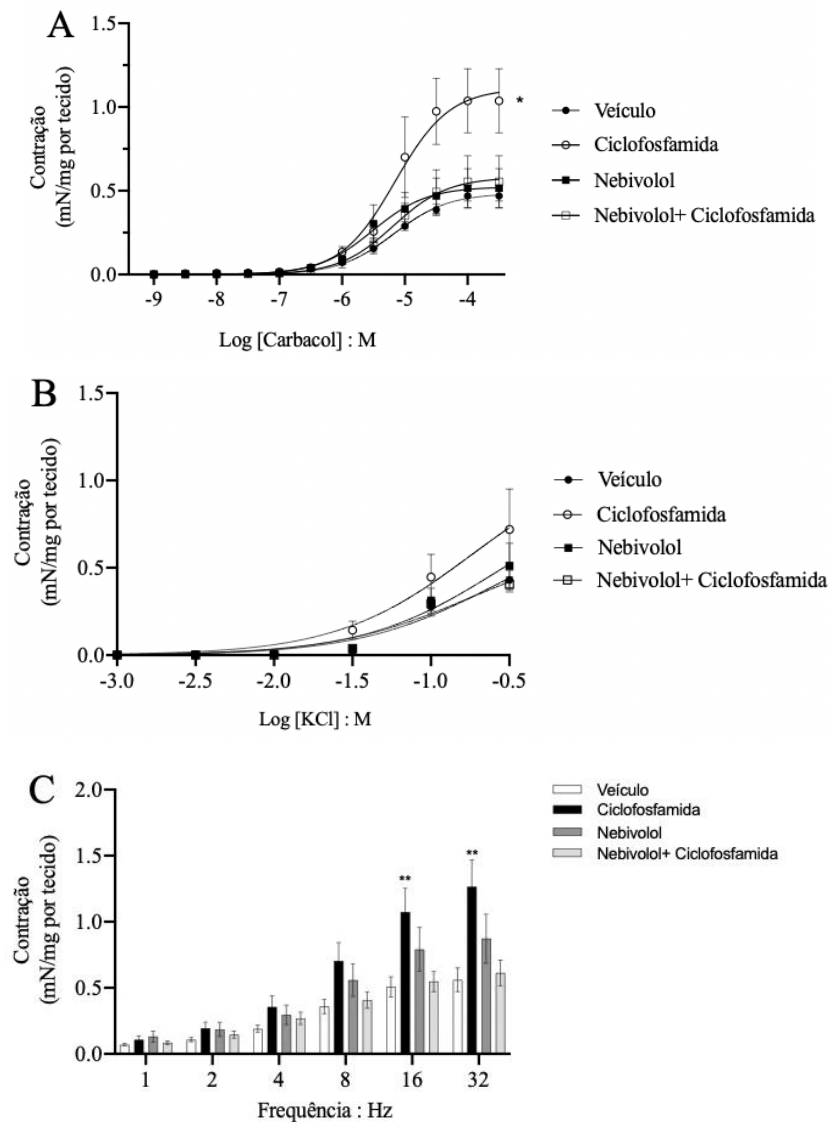 A
Contração
(mN/mg por tecido)
1.5
1.0
0.5
0.0
-9
-8
-7
-6
-5
-4
Log [Carbacol] : M
*
Veículo
Ciclofosfamida
Nebivolol
Nebivolol+ Ciclofosfamida
B
Contração
(mN/mg por tecido)
1.5
1.0
0.5
0.0
-3.0
-2.5
-2.0
-1.5
-1.0
-0.5
Log [KCl] : M
Veículo
Ciclofosfamida
Nebivolol
Nebivolol+ Ciclofosfamida
C
Contração
(mN/mg por tecido)
2.0
1.5
1.0
0.5
0.0
**
**
1
2
4
8
16
32
Frequência : Hz
Veículo
Ciclofosfamida
Nebivolol
Nebivolol+ Ciclofosfamida